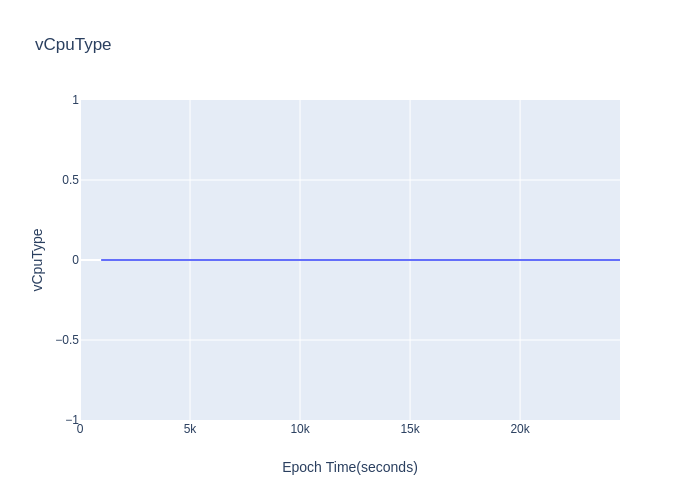 vCpuType
1
0.5
0
−0.5
−1
vCpuType
0 5k 10k 15k 20k
Epoch Time(seconds)